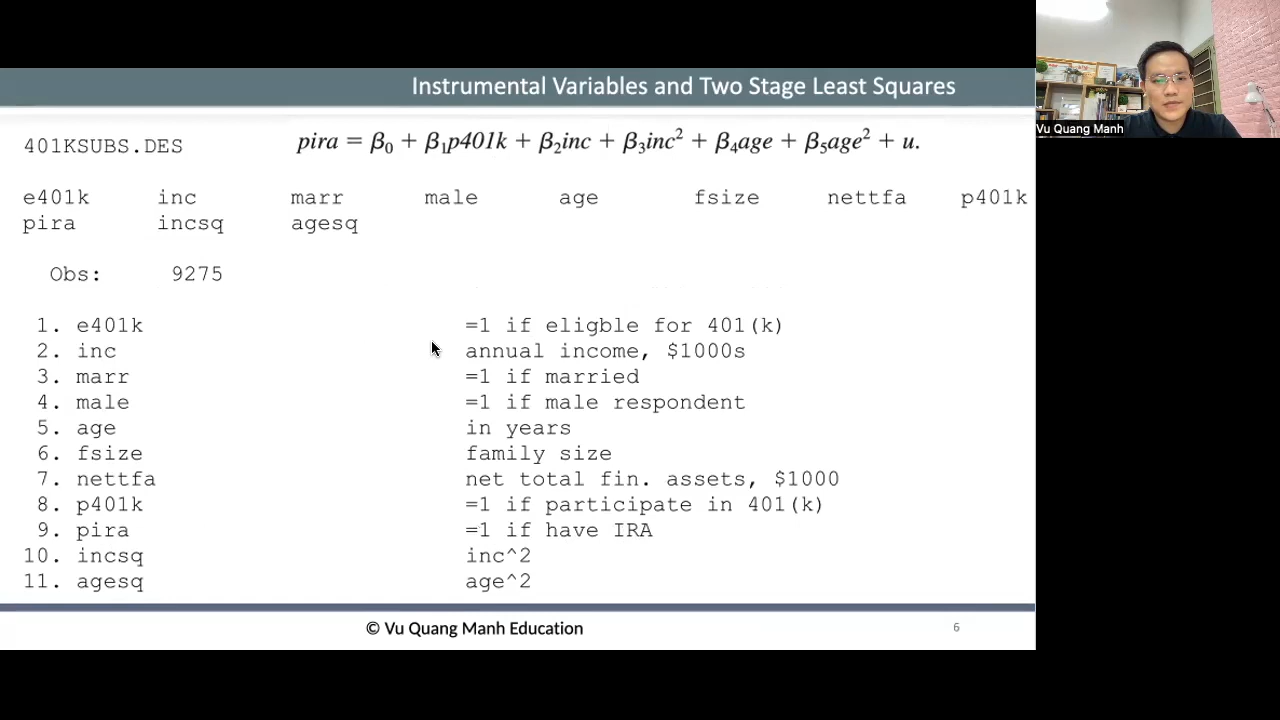 Instrumental Variables and Two Stage Least Squares
401KSUBS.DES
pira = β₀ + β₁p401k + β₂inc + β₃inc² + β₄age + β₅age² + u.
e401k inc marr male age fsize nettfa p401k
pira incsq agesq
Obs: 9275
1. e401k =1 if eligble for 401(k)
2. inc annual income, $1000s
3. marr =1 if married
4. male =1 if male respondent
5. age in years
6. fsize family size
7. nettfa net total fin. assets, $1000
8. p401k =1 if participate in 401(k)
9. pira =1 if have IRA
10. incsq inc^2
11. agesq age^2
© Vu Quang Manh Education
6
Vu Quang Manh